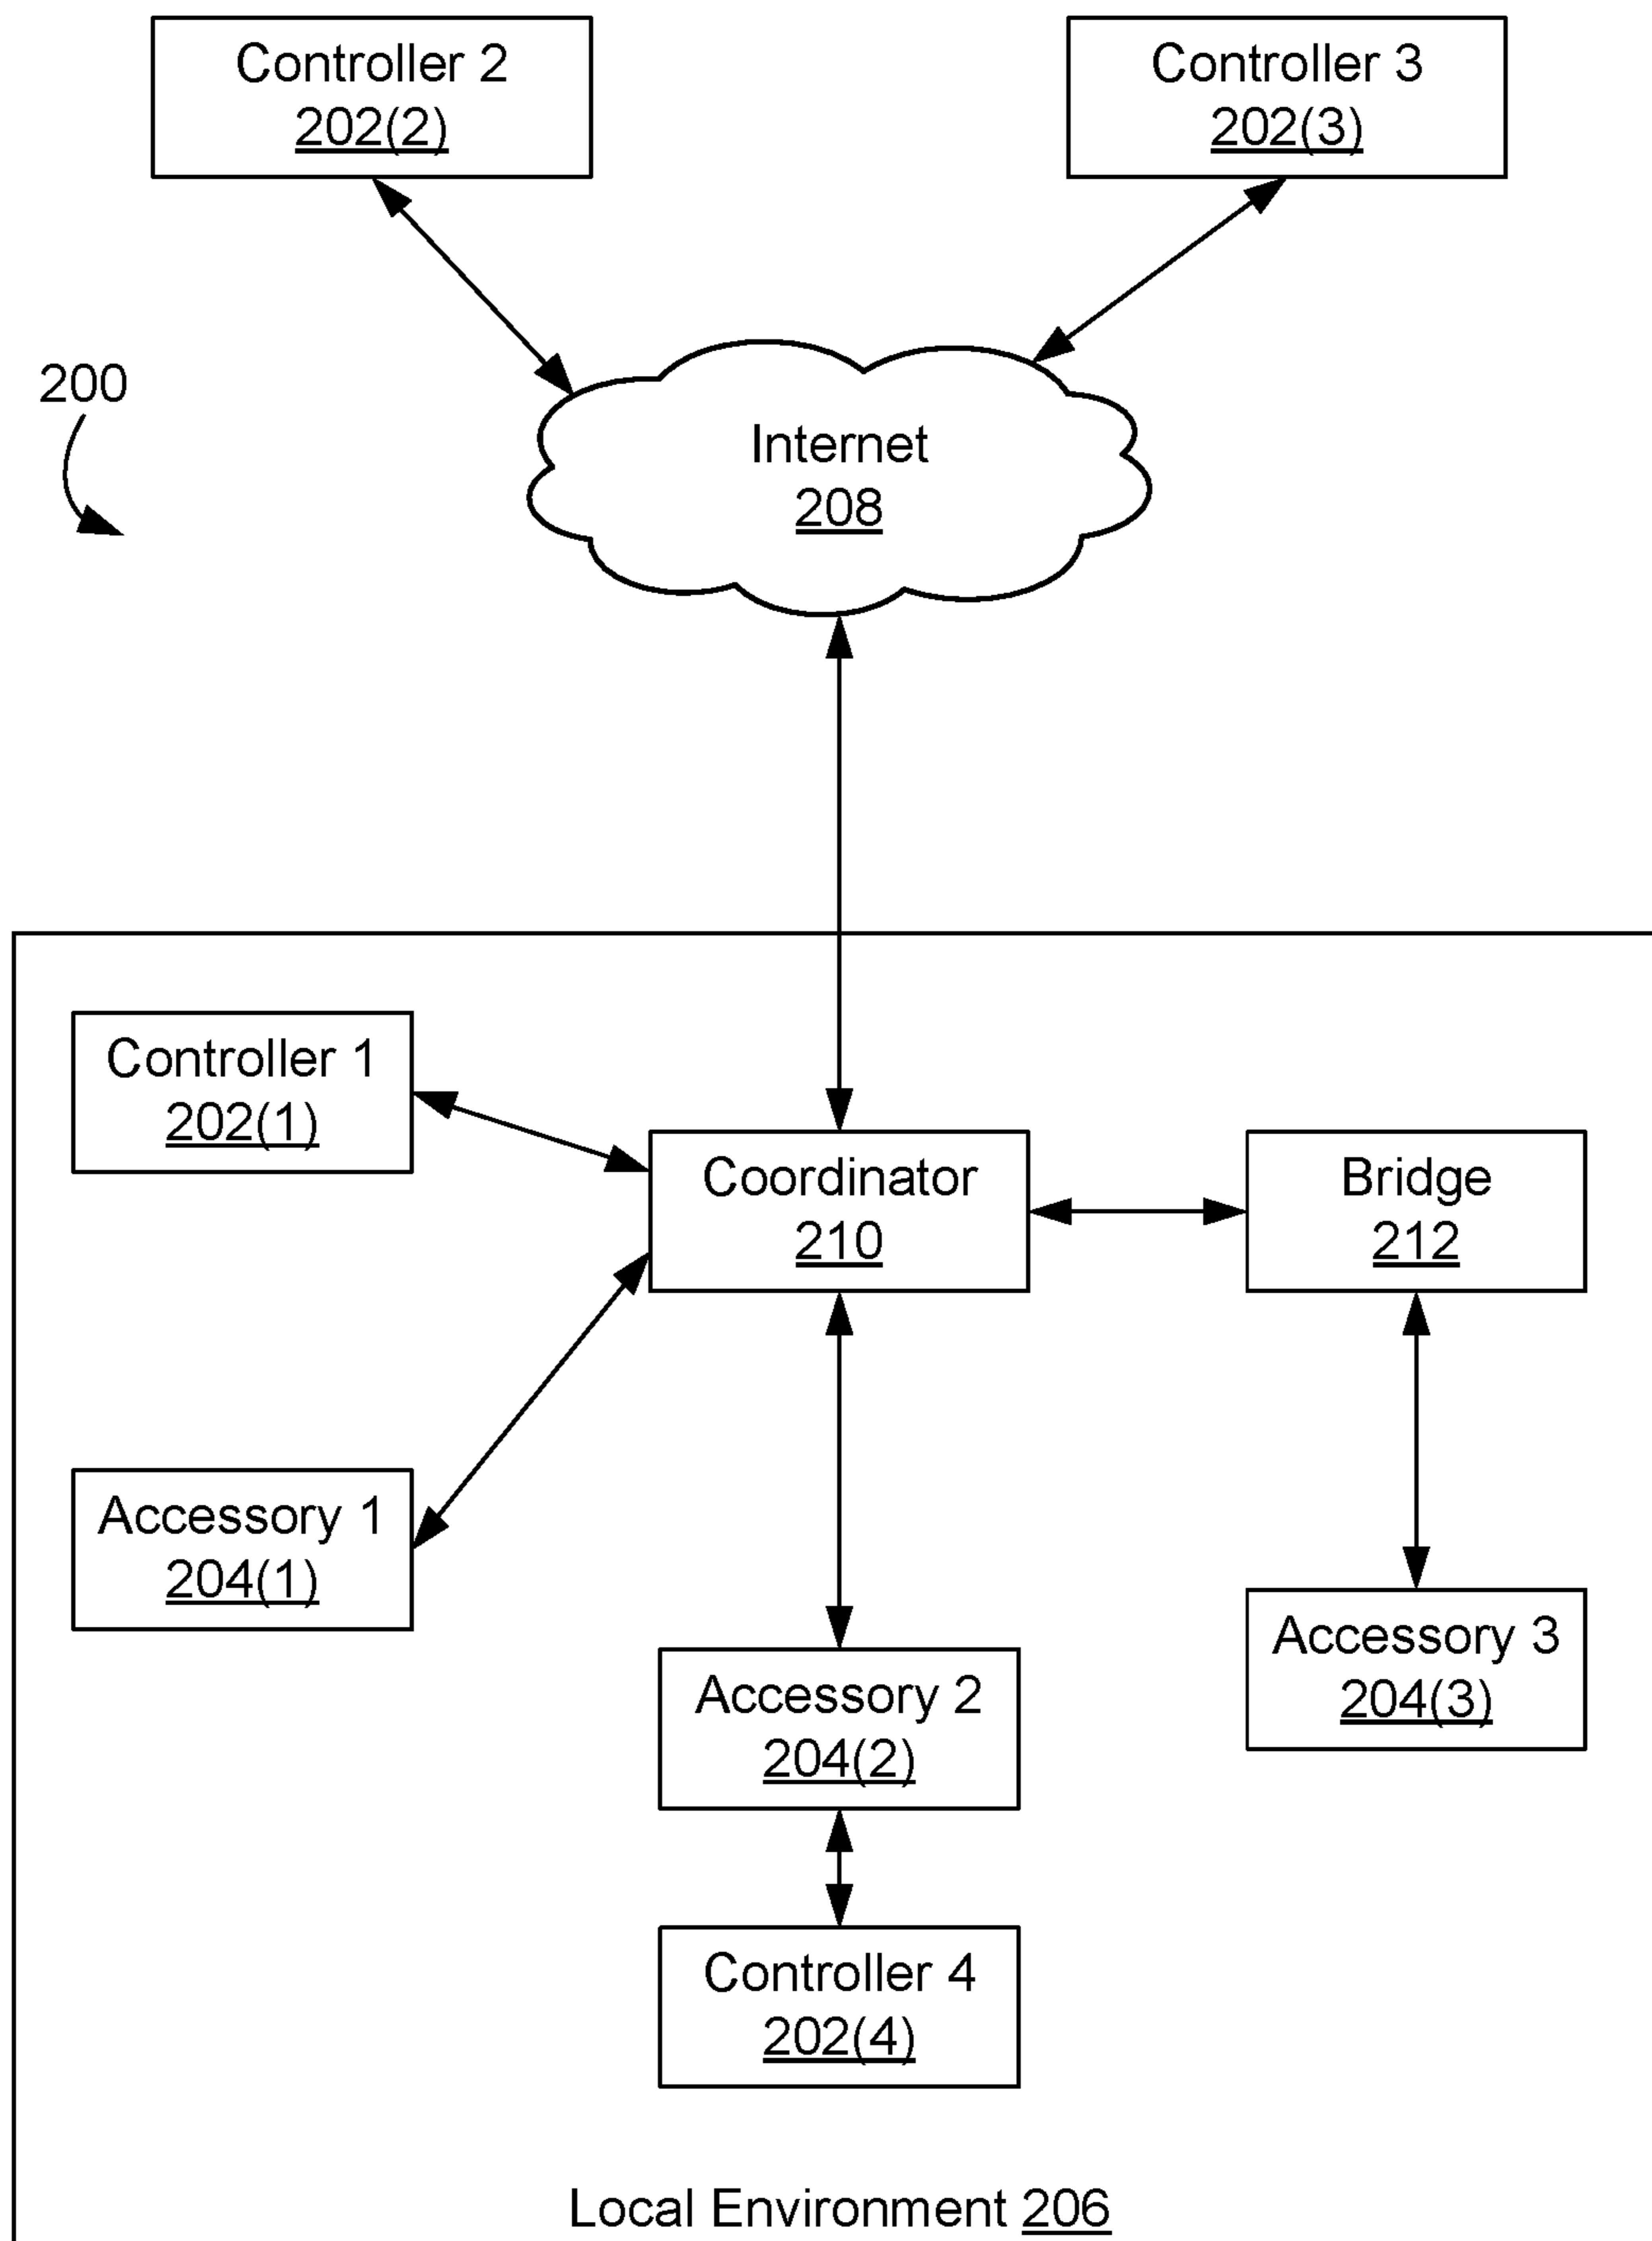 Controller 2
202(2)
Controller 3
202(3)
200
Internet
208
Controller 1
202(1)
Coordinator
210
Bridge
212
Accessory 1
204(1)
Accessory 2
204(2)
Accessory 3
204(3)
Controller 4
202(4)
Local Environment 206